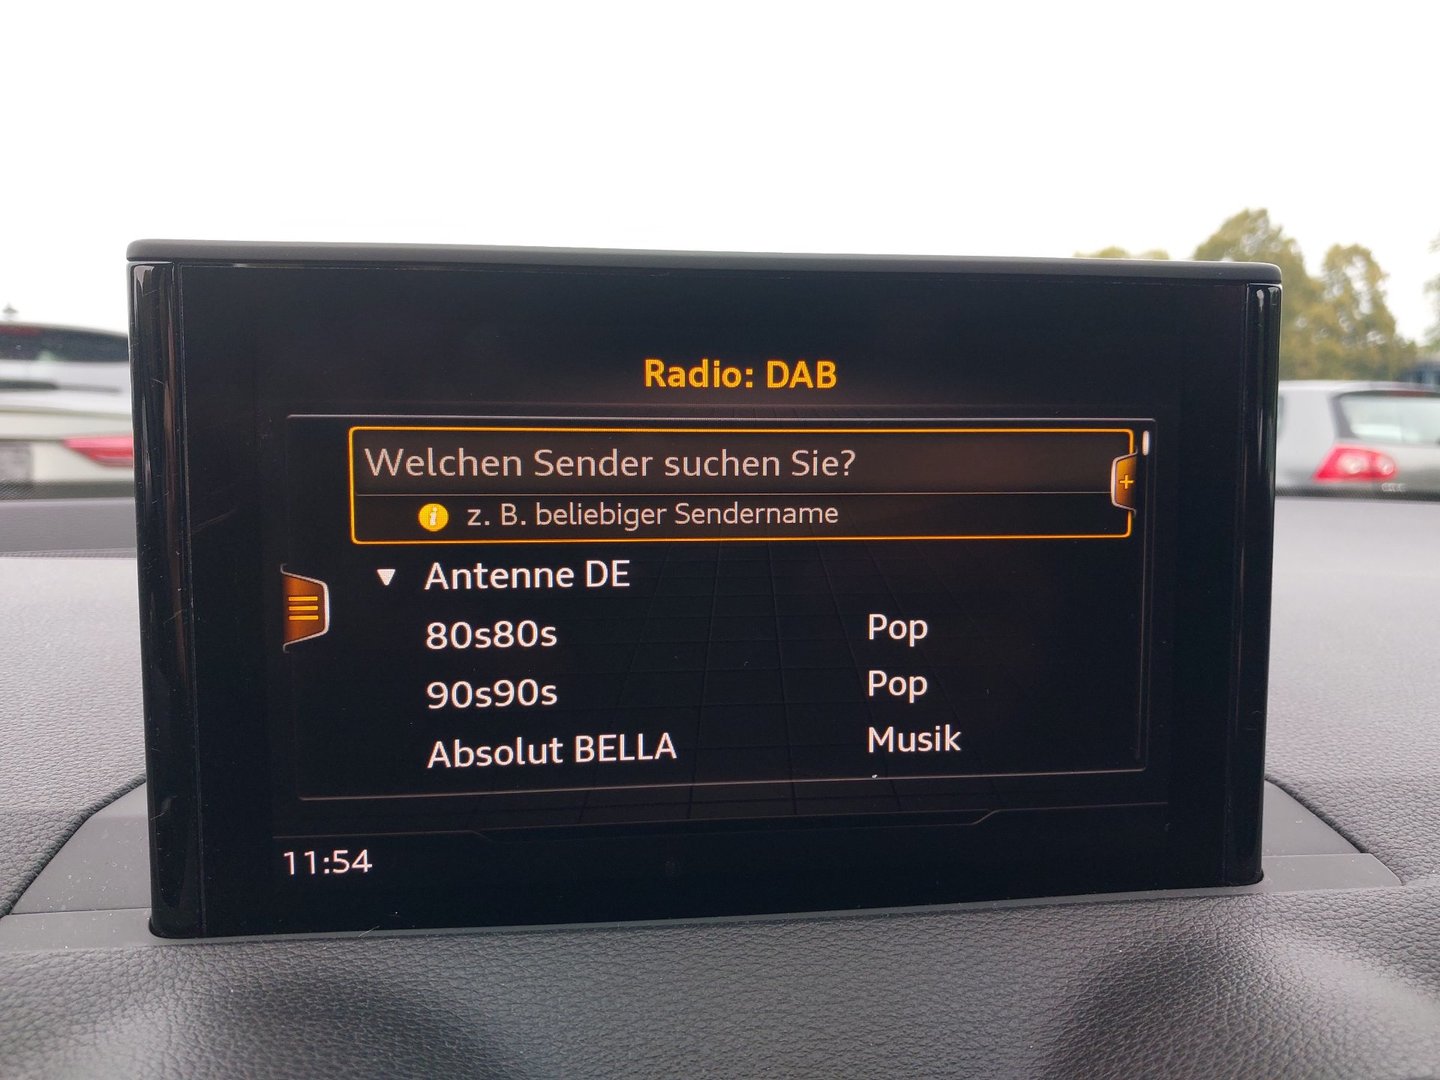 Radio: DAB
Welchen Sender suchen Sie?
z. B. beliebiger Sendername
Antenne DE
80s80s Pop
90s90s Pop
Absolut BELLA Musik
11:54